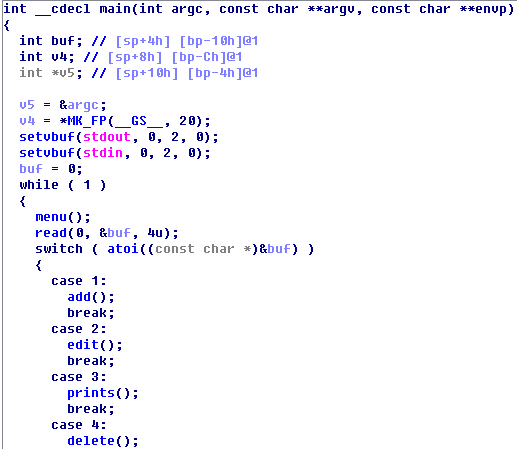 int __cdecl main(int argc, const char **argv, const char **envp)
{
  int buf; // [sp+4h] [bp-10h]@1
  int v4; // [sp+8h] [bp-Ch]@1
  int *v5; // [sp+10h] [bp-4h]@1

  v5 = &argc;
  v4 = *MK_FP(__GS__, 20);
  setvbuf(stdout, 0, 2, 0);
  setvbuf(stdin, 0, 2, 0);
  buf = 0;
  while ( 1 )
  {
    menu();
    read(0, &buf, 4u);
    switch ( atoi((const char *)&buf) )
    {
      case 1:
        add();
        break;
      case 2:
        edit();
        break;
      case 3:
        prints();
        break;
      case 4:
        delete();